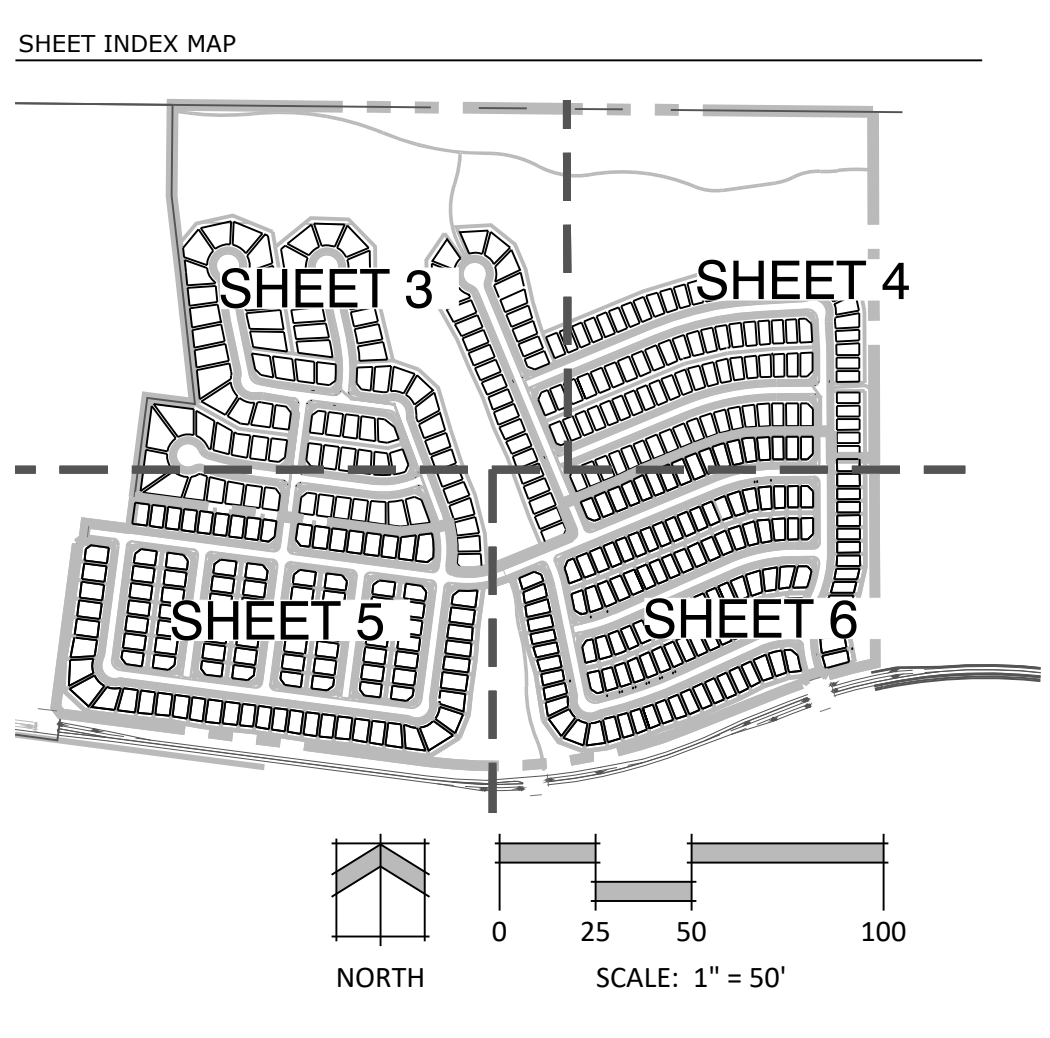 SHEET INDEX MAP
SHEET 3
SHEET 4
SHEET 5
SHEET 6
0 25 50 100
NORTH
SCALE: 1" = 50'